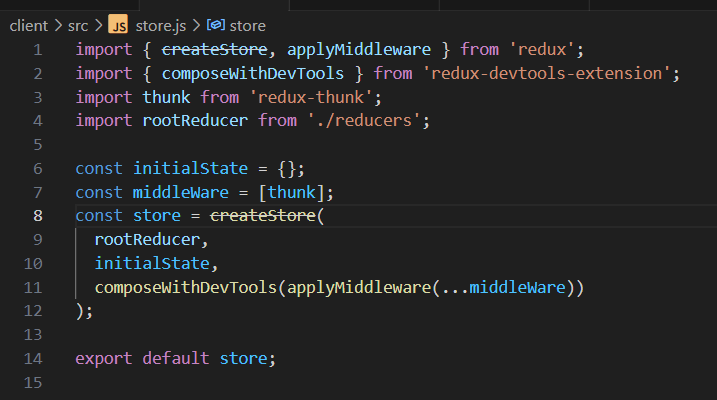 client > src > JS store.js > store
1 import { createStore, applyMiddleware } from 'redux';
2 import { composeWithDevTools } from 'redux-devtools-extension';
3 import thunk from 'redux-thunk';
4 import rootReducer from './reducers';
5
6 const initialState = {};
7 const middleWare = [thunk];
8 const store = createStore(
9   rootReducer,
10   initialState,
11   composeWithDevTools(applyMiddleware(...middleWare))
12 );
13
14 export default store;
15